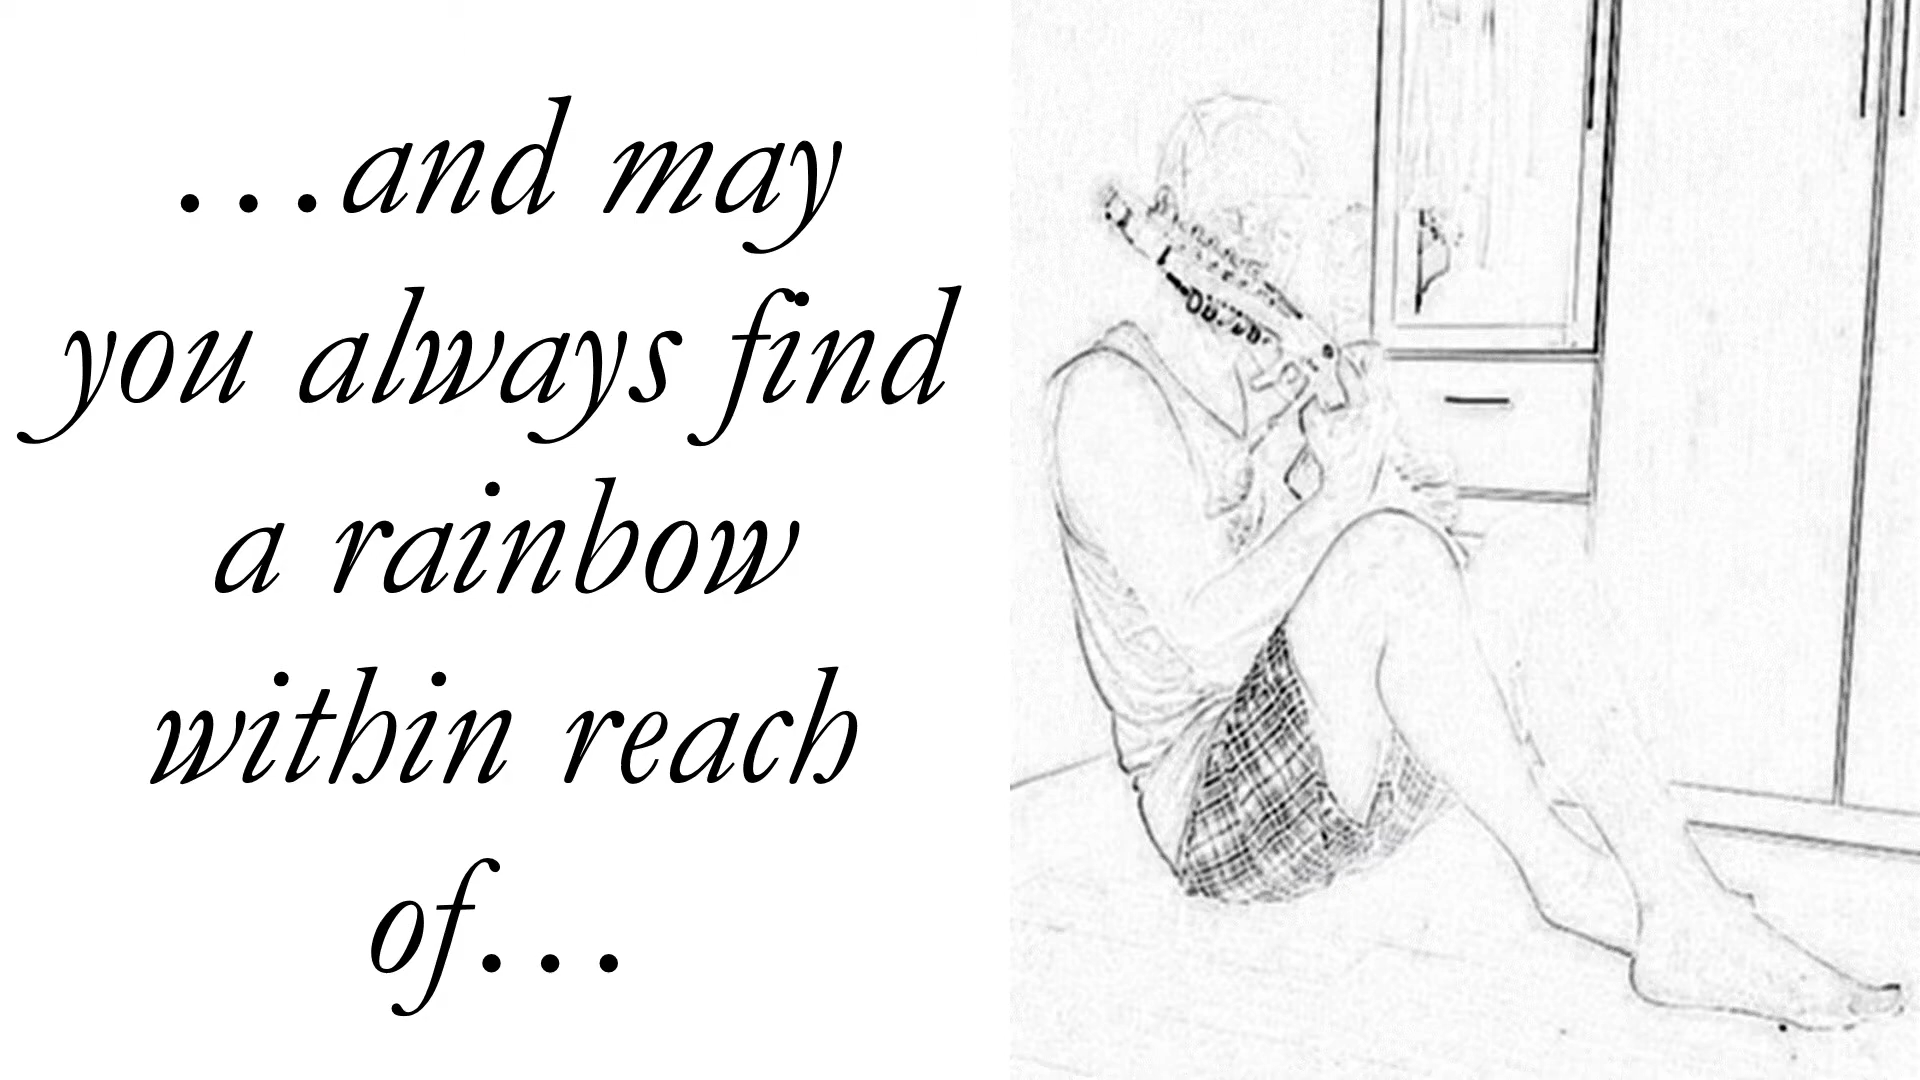 …and may
you always find
a rainbow
within reach
of…